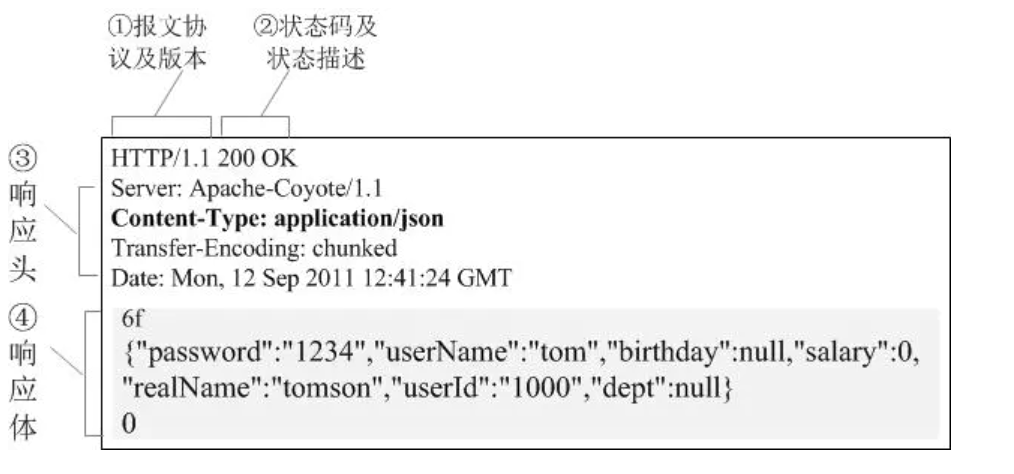 ①报文协
议及版本
②状态码及
状态描述
③
响
应
头
HTTP/1.1 200 OK
Server: Apache-Coyote/1.1
Content-Type: application/json
Transfer-Encoding: chunked
Date: Mon, 12 Sep 2011 12:41:24 GMT
④
响
应
体
6f
{"password":"1234","userName":"tom","birthday":null,"salary":0,
"realName":"tomson","userId":"1000","dept":null}
0